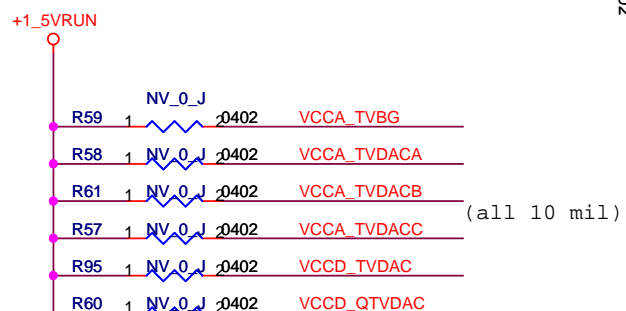 02
+1_5VRUN
NV_0_J
R59 1 2 0402 VCCA_TVBG
R58 1 NV_0_J 2 0402 VCCA_TVDACA
R61 1 NV_0_J 2 0402 VCCA_TVDACB
(all 10 mil)
R57 1 NV_0_J 2 0402 VCCA_TVDACC
R95 1 NV_0_J 2 0402 VCCD_TVDAC
R60 1 NV_0_J 2 0402 VCCD_QTVDAC